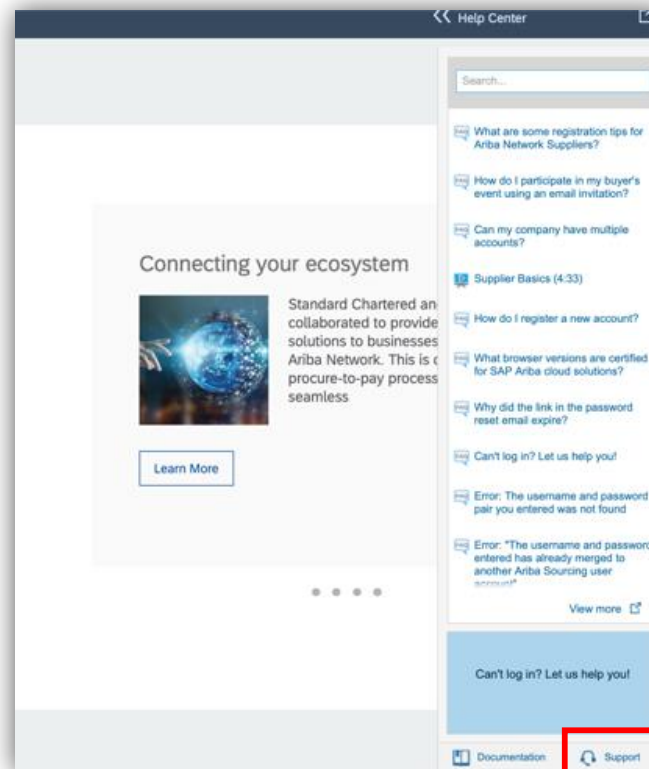 Help Center
Search...
What are some registration tips for
Ariba Network Suppliers?
How do I participate in my buyer's
event using an email invitation?
Can my company have multiple
accounts?
Supplier Basics (4:33)
How do I register a new account?
What browser versions are certified
for SAP Ariba cloud solutions?
Why did the link in the password
reset email expire?
Can't log in? Let us help you!
Error: The username and password
pair you entered was not found
Error: "The username and password
entered has already merged to
another Ariba Sourcing user
account"
View more
Can't log in? Let us help you!
Documentation
Support
Connecting your ecosystem
Standard Chartered an
collaborated to provide
solutions to businesses
Ariba Network. This is
procure-to-pay process
seamless
Learn More